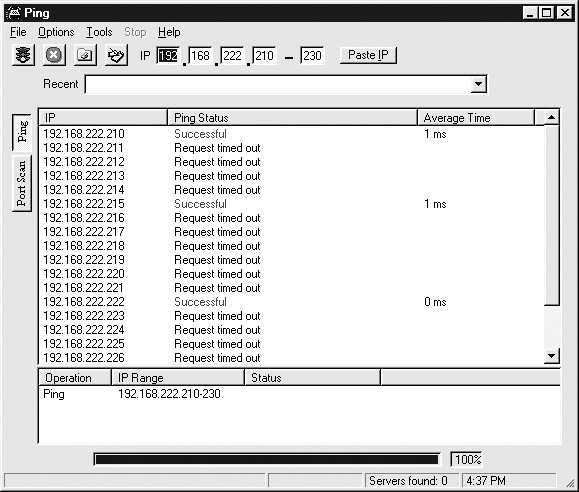 Ping
File Options Tools Stop Help
IP 192 . 168 . 222 . 210 – 230 Paste IP
Recent
Ping
Port Scan
IP Ping Status Average Time
192.168.222.210 Successful 1 ms
192.168.222.211 Request timed out
192.168.222.212 Request timed out
192.168.222.213 Request timed out
192.168.222.214 Request timed out
192.168.222.215 Successful 1 ms
192.168.222.216 Request timed out
192.168.222.217 Request timed out
192.168.222.218 Request timed out
192.168.222.219 Request timed out
192.168.222.220 Request timed out
192.168.222.221 Request timed out
192.168.222.222 Successful 0 ms
192.168.222.223 Request timed out
192.168.222.224 Request timed out
192.168.222.225 Request timed out
192.168.222.226 Request timed out
Operation IP Range Status
Ping 192.168.222.210-230
100%
Servers found: 0 4:37 PM